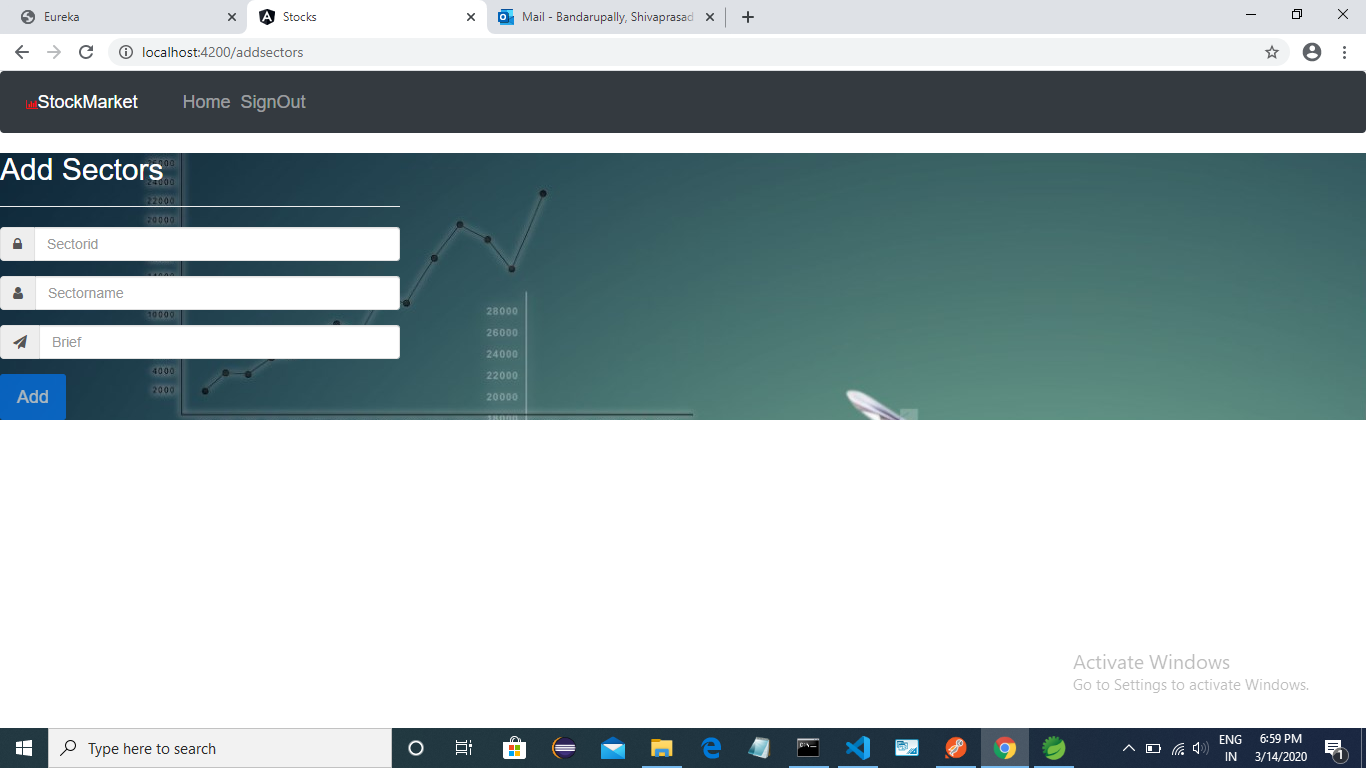 Eureka
Stocks
Mail - Bandarupally, Shivaprasad
localhost:4200/addsectors
StockMarket
Home SignOut
Add Sectors
24000
22000
20000
Sectorid
Sectorname
10000
Brief
4000
2000
Add
28000
26000
24000
22000
20000
18000
Activate Windows
Go to Settings to activate Windows.
Type here to search
ENG
IN
6:59 PM
3/14/2020
1